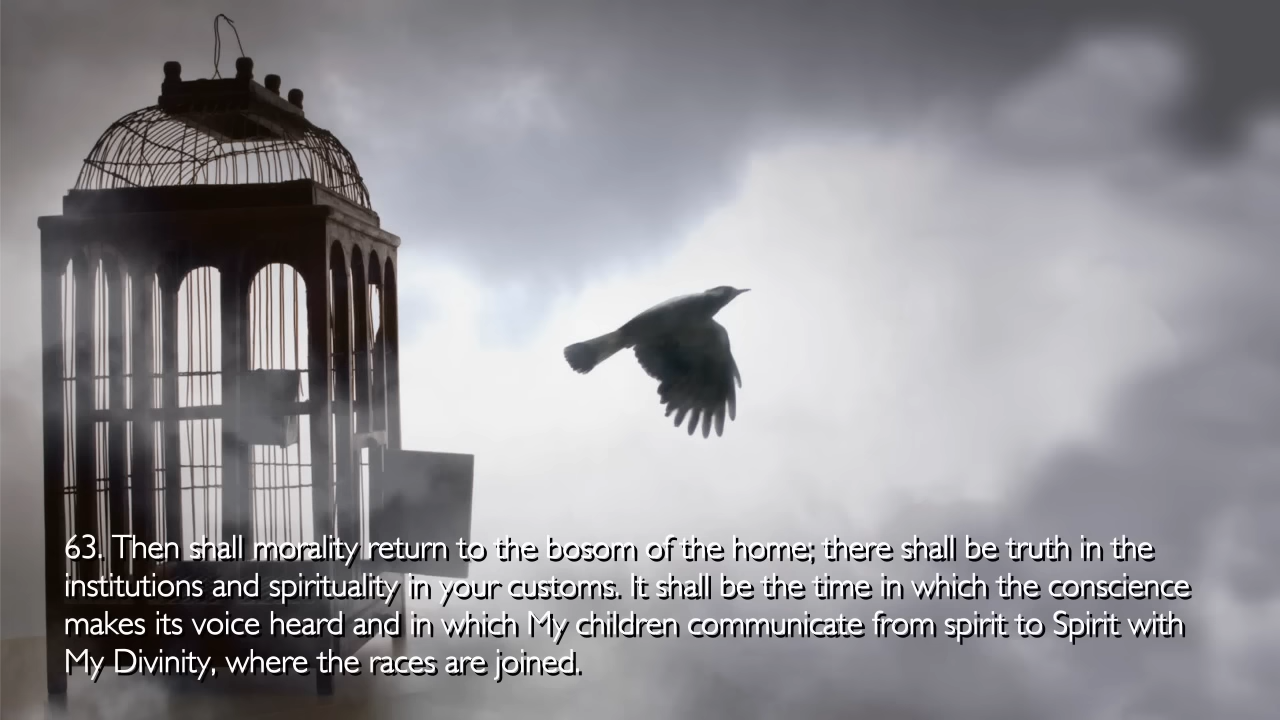 63. Then shall morality return to the bosom of the home; there shall be truth in the
institutions and spirituality in your customs. It shall be the time in which the conscience
makes its voice heard and in which My children communicate from spirit to Spirit with
My Divinity, where the races are joined.